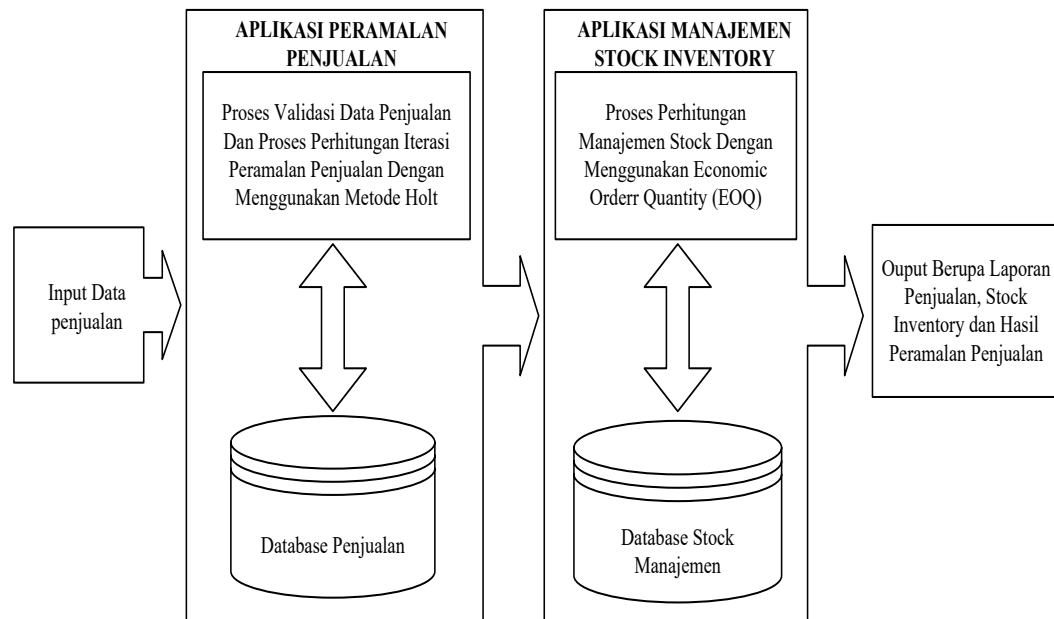 Input Data
penjualan
APLIKASI PERAMALAN
PENJUALAN
Proses Validasi Data Penjualan
Dan Proses Perhitungan Iterasi
Peramalan Penjualan Dengan
Menggunakan Metode Holt
Database Penjualan
APLIKASI MANAJEMEN
STOCK INVENTORY
Proses Perhitungan
Manajemen Stock Dengan
Menggunakan Economic
Orderr Quantity (EOQ)
Database Stock
Manajemen
Ouput Berupa Laporan
Penjualan, Stock
Inventory dan Hasil
Peramalan Penjualan